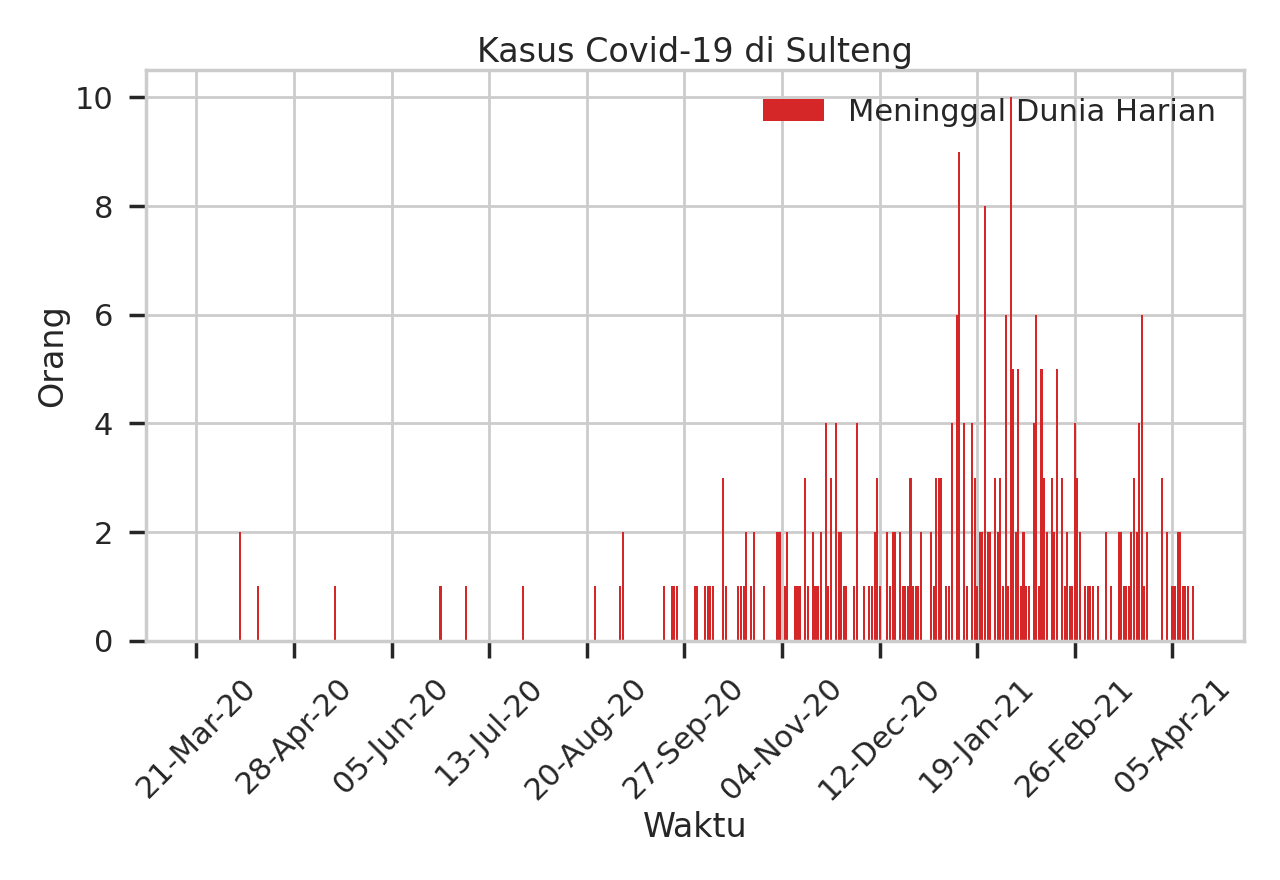 Kasus Covid-19 di Sulteng
Meninggal Dunia Harian
10
8
6
4
2
0
Orang
21-Mar-20
28-Apr-20
05-Jun-20
13-Jul-20
20-Aug-20
27-Sep-20
04-Nov-20
12-Dec-20
19-Jan-21
26-Feb-21
05-Apr-21
Waktu